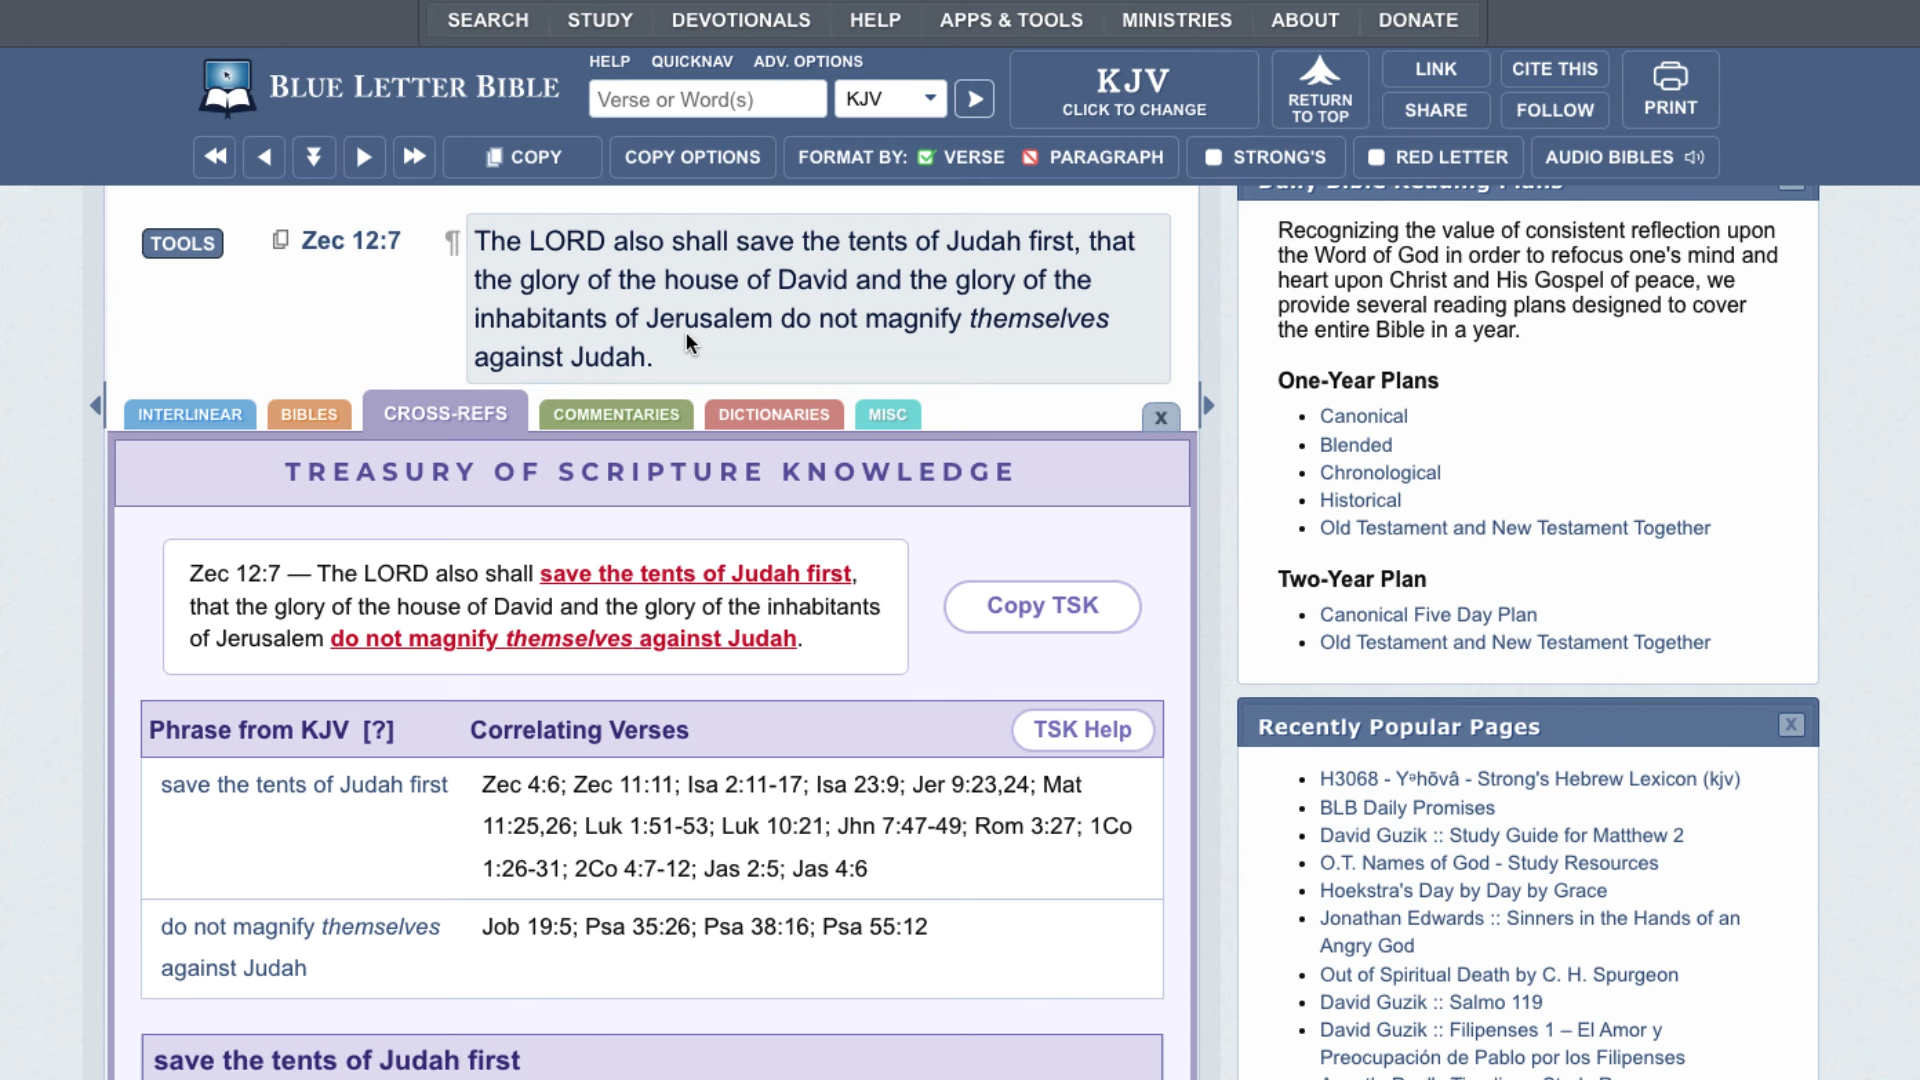 SEARCH STUDY DEVOTIONALS HELP APPS & TOOLS MINISTRIES ABOUT DONATE
BLUE LETTER BIBLE
HELP QUICKNAV ADV. OPTIONS
Verse or Word(s) KJV
KJV
CLICK TO CHANGE
RETURN
TO TOP
LINK CITE THIS
SHARE FOLLOW
PRINT
COPY COPY OPTIONS FORMAT BY: VERSE PARAGRAPH STRONG'S RED LETTER AUDIO BIBLES
TOOLS Zec 12:7 ¶ The LORD also shall save the tents of Judah first, that
the glory of the house of David and the glory of the
inhabitants of Jerusalem do not magnify themselves
against Judah.
INTERLINEAR BIBLES CROSS-REFS COMMENTARIES DICTIONARIES MISC X
TREASURY OF SCRIPTURE KNOWLEDGE
Zec 12:7 — The LORD also shall save the tents of Judah first,
that the glory of the house of David and the glory of the inhabitants
of Jerusalem do not magnify themselves against Judah.
Copy TSK
Phrase from KJV [?] Correlating Verses TSK Help
save the tents of Judah first Zec 4:6; Zec 11:11; Isa 2:11-17; Isa 23:9; Jer 9:23,24; Mat
11:25,26; Luk 1:51-53; Luk 10:21; Jhn 7:47-49; Rom 3:27; 1Co
1:26-31; 2Co 4:7-12; Jas 2:5; Jas 4:6
do not magnify themselves Job 19:5; Psa 35:26; Psa 38:16; Psa 55:12
against Judah
save the tents of Judah first
Daily Bible Reading Plans
Recognizing the value of consistent reflection upon
the Word of God in order to refocus one's mind and
heart upon Christ and His Gospel of peace, we
provide several reading plans designed to cover
the entire Bible in a year.
One-Year Plans
• Canonical
• Blended
• Chronological
• Historical
• Old Testament and New Testament Together
Two-Year Plan
• Canonical Five Day Plan
• Old Testament and New Testament Together
Recently Popular Pages X
• H3068 - Yᵊhōvâ - Strong's Hebrew Lexicon (kjv)
• BLB Daily Promises
• David Guzik :: Study Guide for Matthew 2
• O.T. Names of God - Study Resources
• Hoekstra's Day by Day by Grace
• Jonathan Edwards :: Sinners in the Hands of an
Angry God
• Out of Spiritual Death by C. H. Spurgeon
• David Guzik :: Salmo 119
• David Guzik :: Filipenses 1 – El Amor y
Preocupación de Pablo por los Filipenses